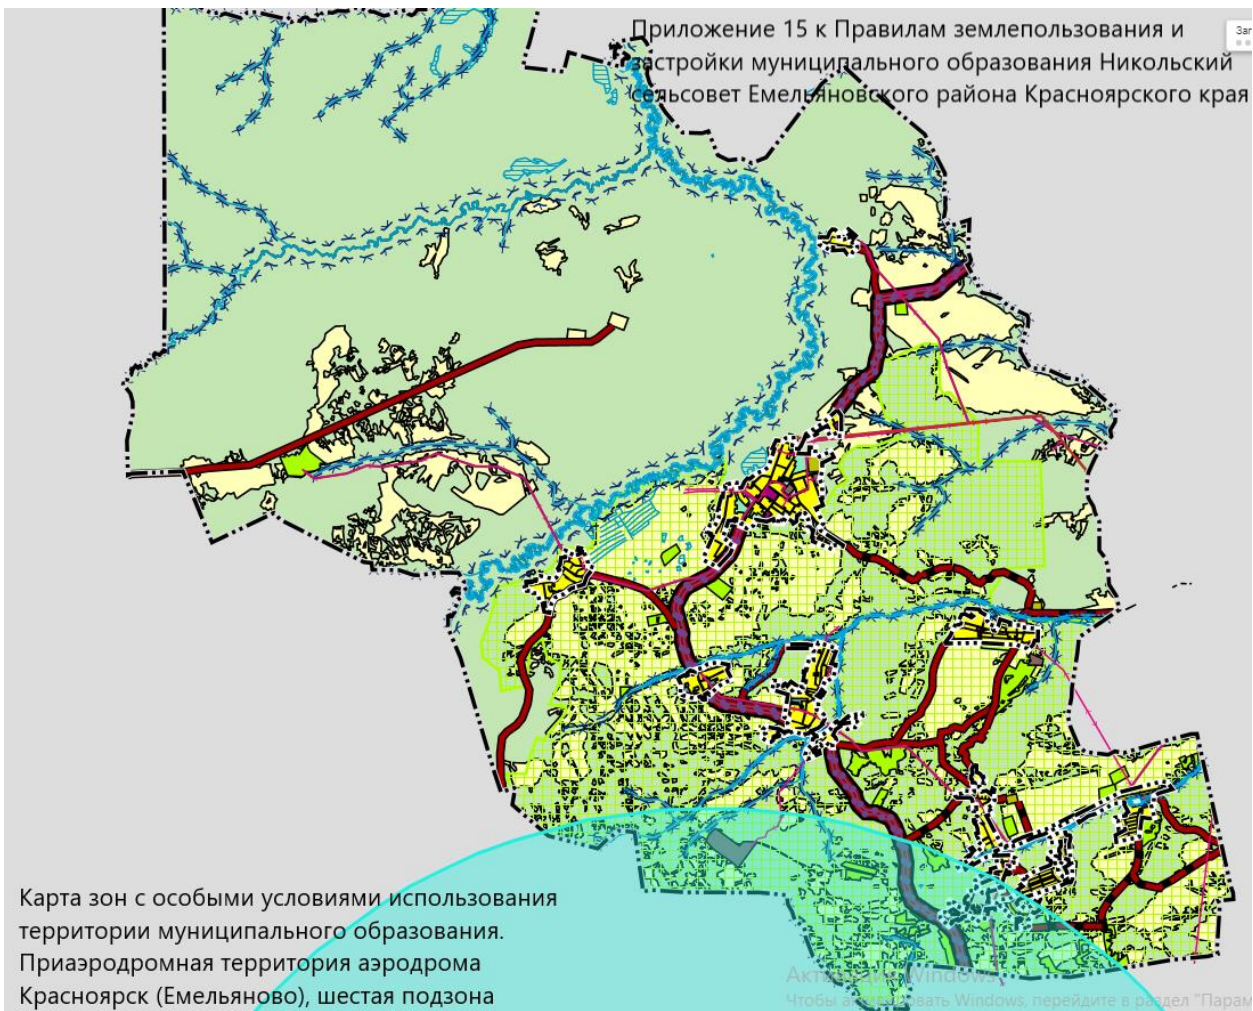 Приложение 15 к Правилам землепользования и
застройки муниципального образования Никольский
сельсовет Емельяновского района Красноярского края
Карта зон с особыми условиями использования
территории муниципального образования.
Приаэродромная территория аэродрома
Красноярск (Емельяново), шестая подзона
Windows
Чтобы активировать Windows, перейдите в раздел "Парам